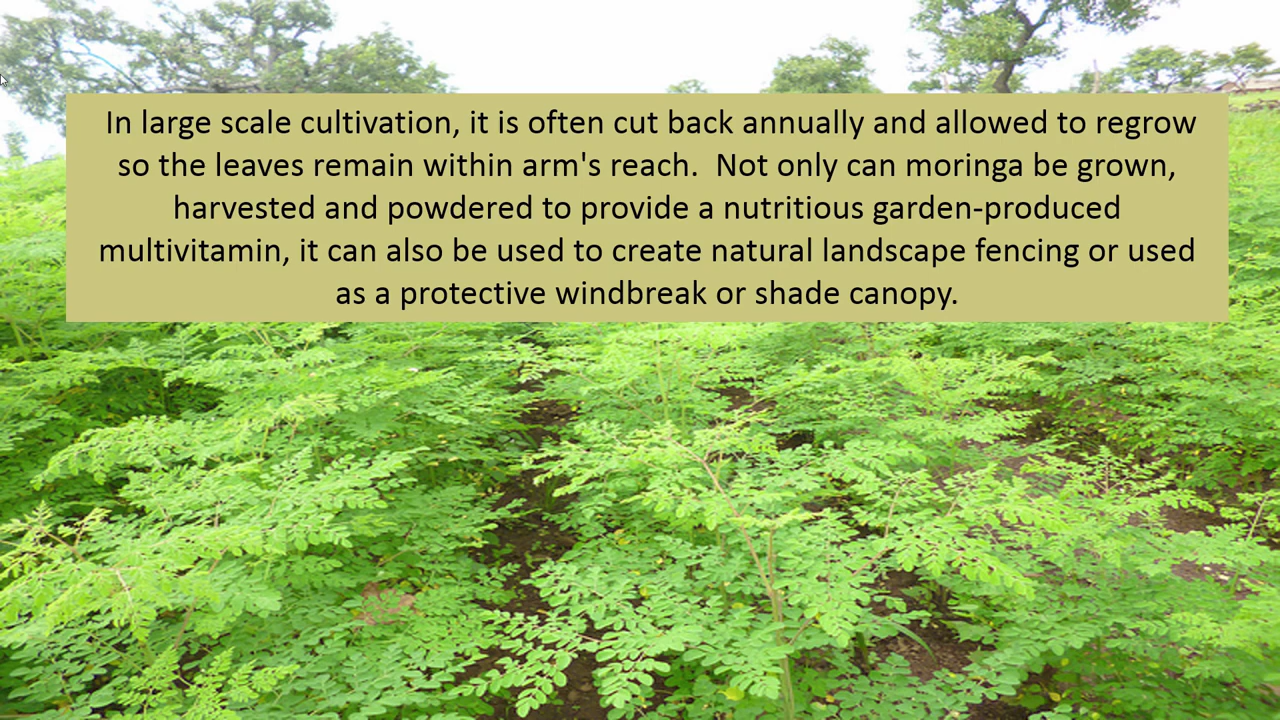 In large scale cultivation, it is often cut back annually and allowed to regrow
so the leaves remain within arm's reach.  Not only can moringa be grown,
harvested and powdered to provide a nutritious garden-produced
multivitamin, it can also be used to create natural landscape fencing or used
as a protective windbreak or shade canopy.